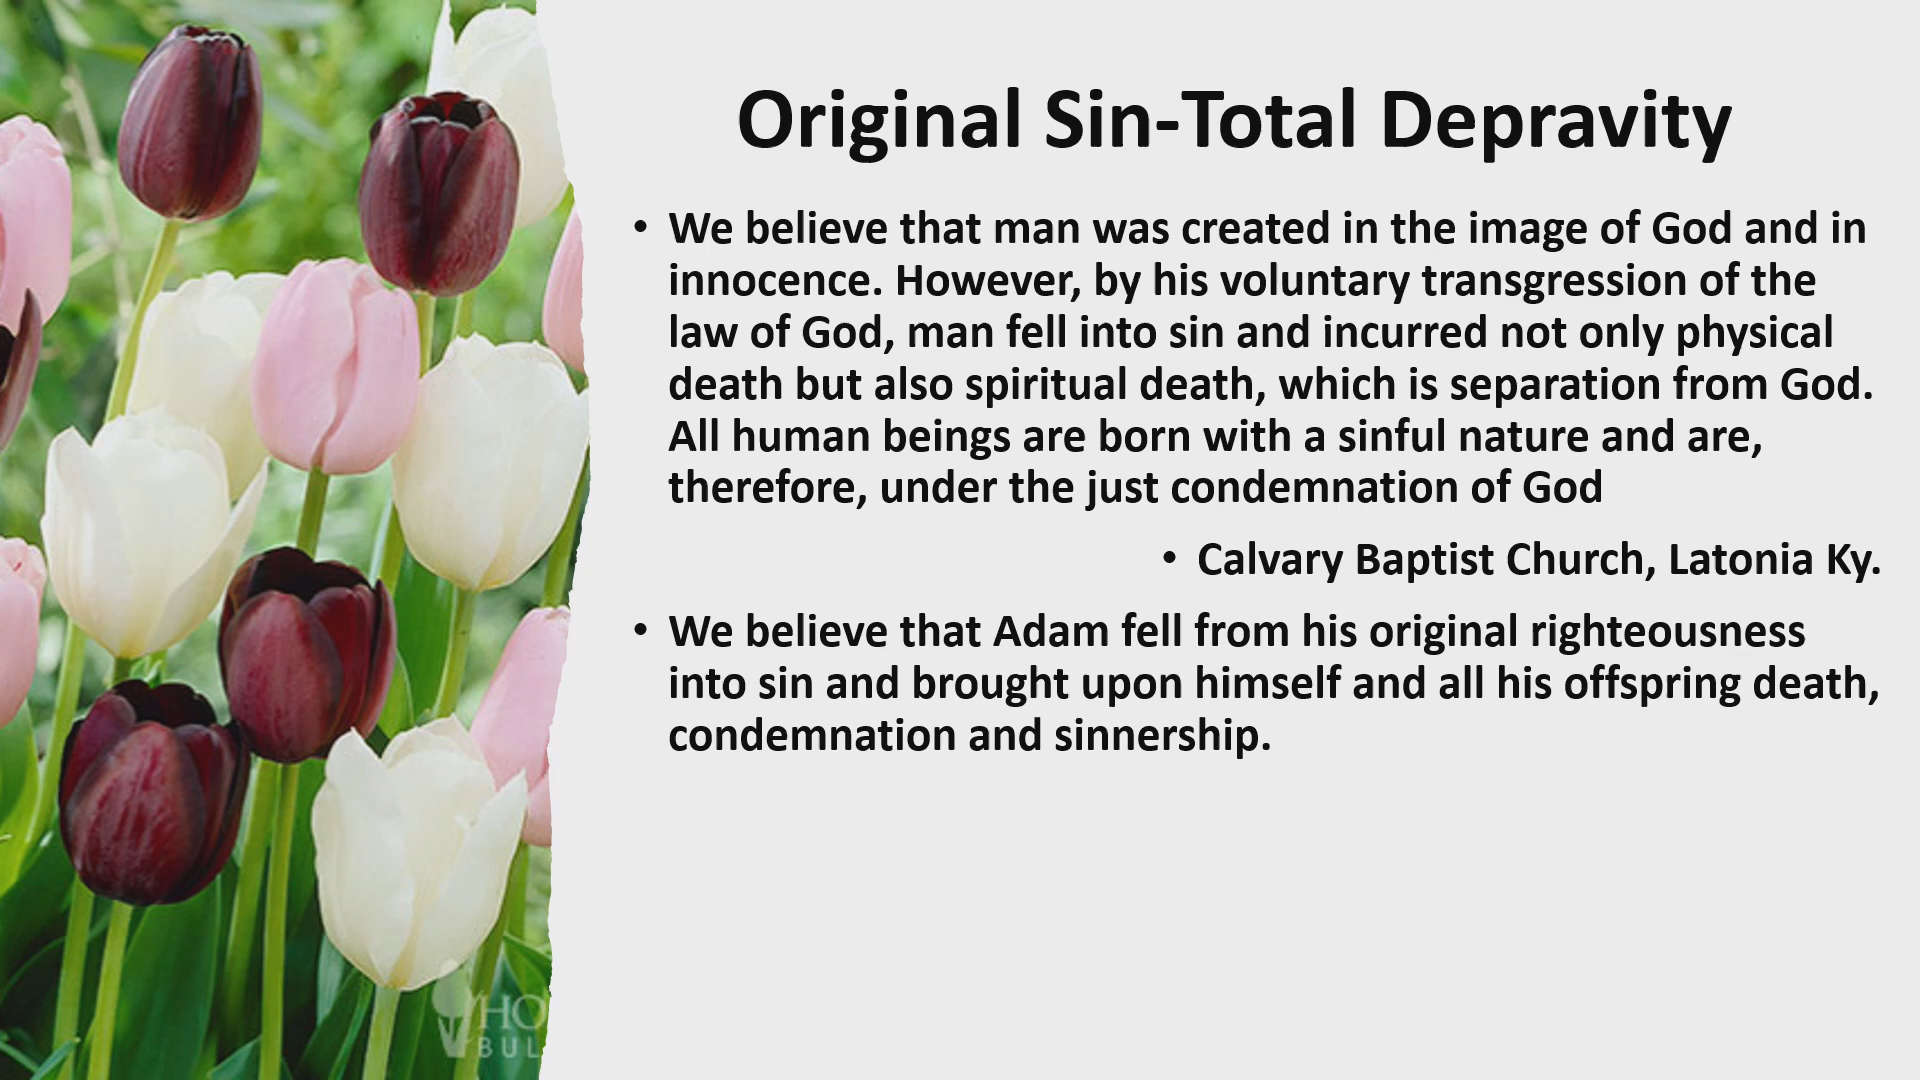 Original Sin-Total Depravity
• We believe that man was created in the image of God and in
innocence. However, by his voluntary transgression of the
law of God, man fell into sin and incurred not only physical
death but also spiritual death, which is separation from God.
All human beings are born with a sinful nature and are,
therefore, under the just condemnation of God
• Calvary Baptist Church, Latonia Ky.
• We believe that Adam fell from his original righteousness
into sin and brought upon himself and all his offspring death,
condemnation and sinnership.
HO
BUL